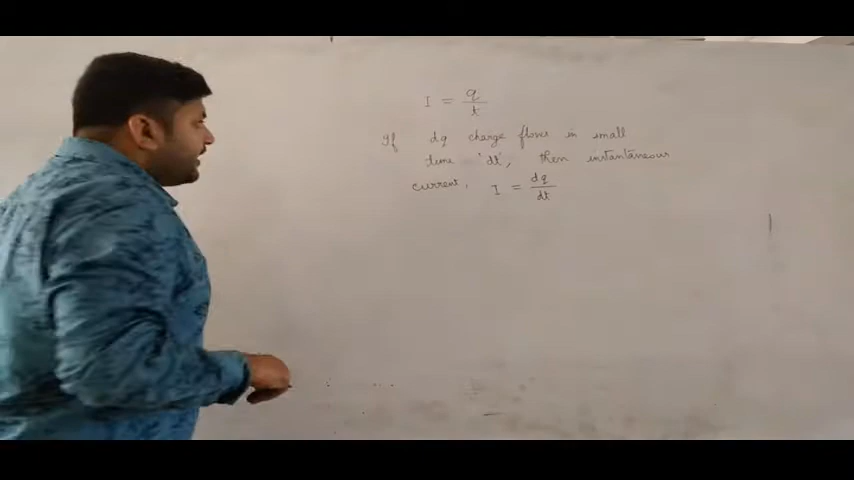 I = q/t
If dq charge flows in small
time 'dt', then instantaneous
current, I = dq/dt